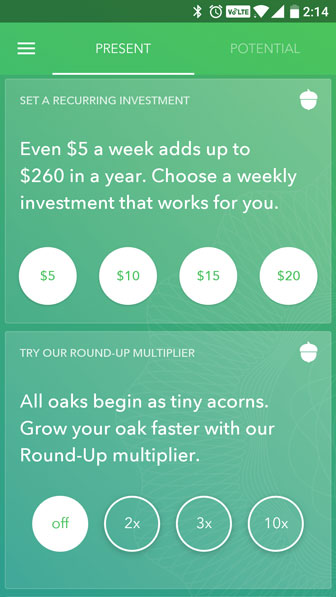 VoLTE 2:14
PRESENT POTENTIAL
SET A RECURRING INVESTMENT
Even $5 a week adds up to
$260 in a year. Choose a weekly
investment that works for you.
$5 $10 $15 $20
TRY OUR ROUND-UP MULTIPLIER
All oaks begin as tiny acorns.
Grow your oak faster with our
Round-Up multiplier.
off 2x 3x 10x